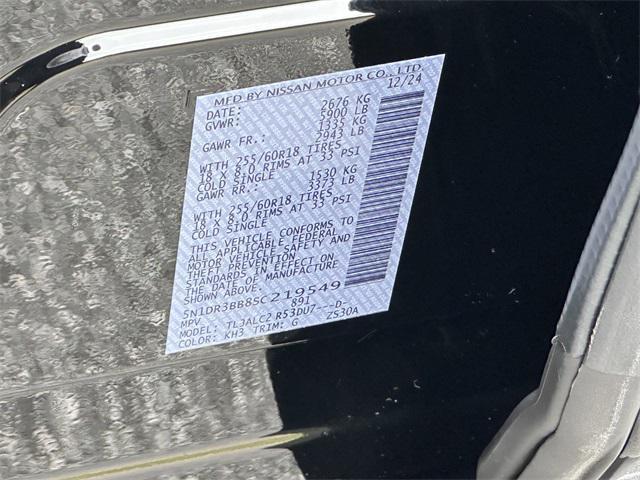 MFD BY NISSAN MOTOR CO., LTD.
DATE: 12/24
GVWR: 2676 KG
5900 LB
GAWR FR.: 1335 KG
2943 LB
WITH 255/60R18 TIRES
18 X 8.0 RIMS AT 33 PSI
COLD SINGLE
GAWR RR.: 1530 KG
3373 LB
WITH 255/60R18 TIRES
18 X 8.0 RIMS AT 33 PSI
COLD SINGLE
THIS VEHICLE CONFORMS TO
ALL APPLICABLE FEDERAL
MOTOR VEHICLE SAFETY AND
THEFT PREVENTION
STANDARDS IN EFFECT ON
THE DATE OF MANUFACTURE
SHOWN ABOVE.
5N1DR3BB8SC219549
MPV 891
MODEL: TL3ALC2 R53DU7---D-
COLOR: KH3 TRIM: G ZS30A